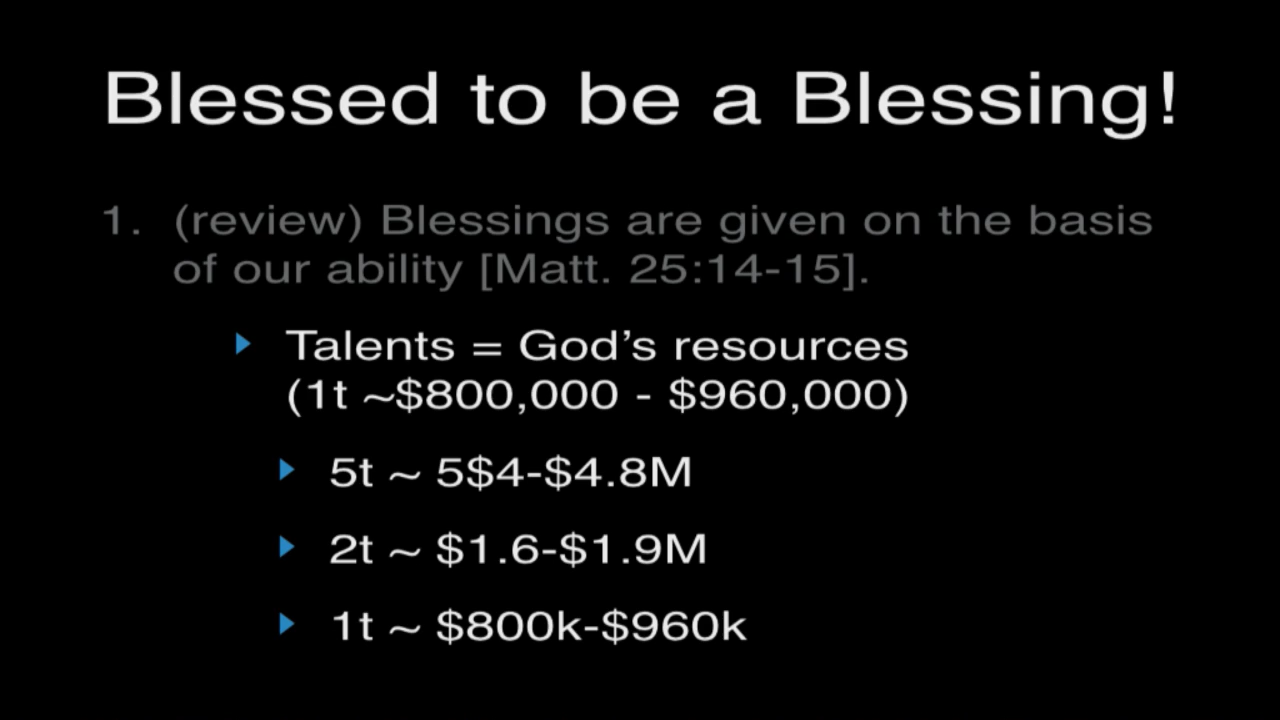 Blessed to be a Blessing!
1. (review) Blessings are given on the basis
of our ability [Matt. 25:14-15].
Talents = God’s resources
(1t ~$800,000 - $960,000)
5t ~ 5$4-$4.8M
2t ~ $1.6-$1.9M
1t ~ $800k-$960k